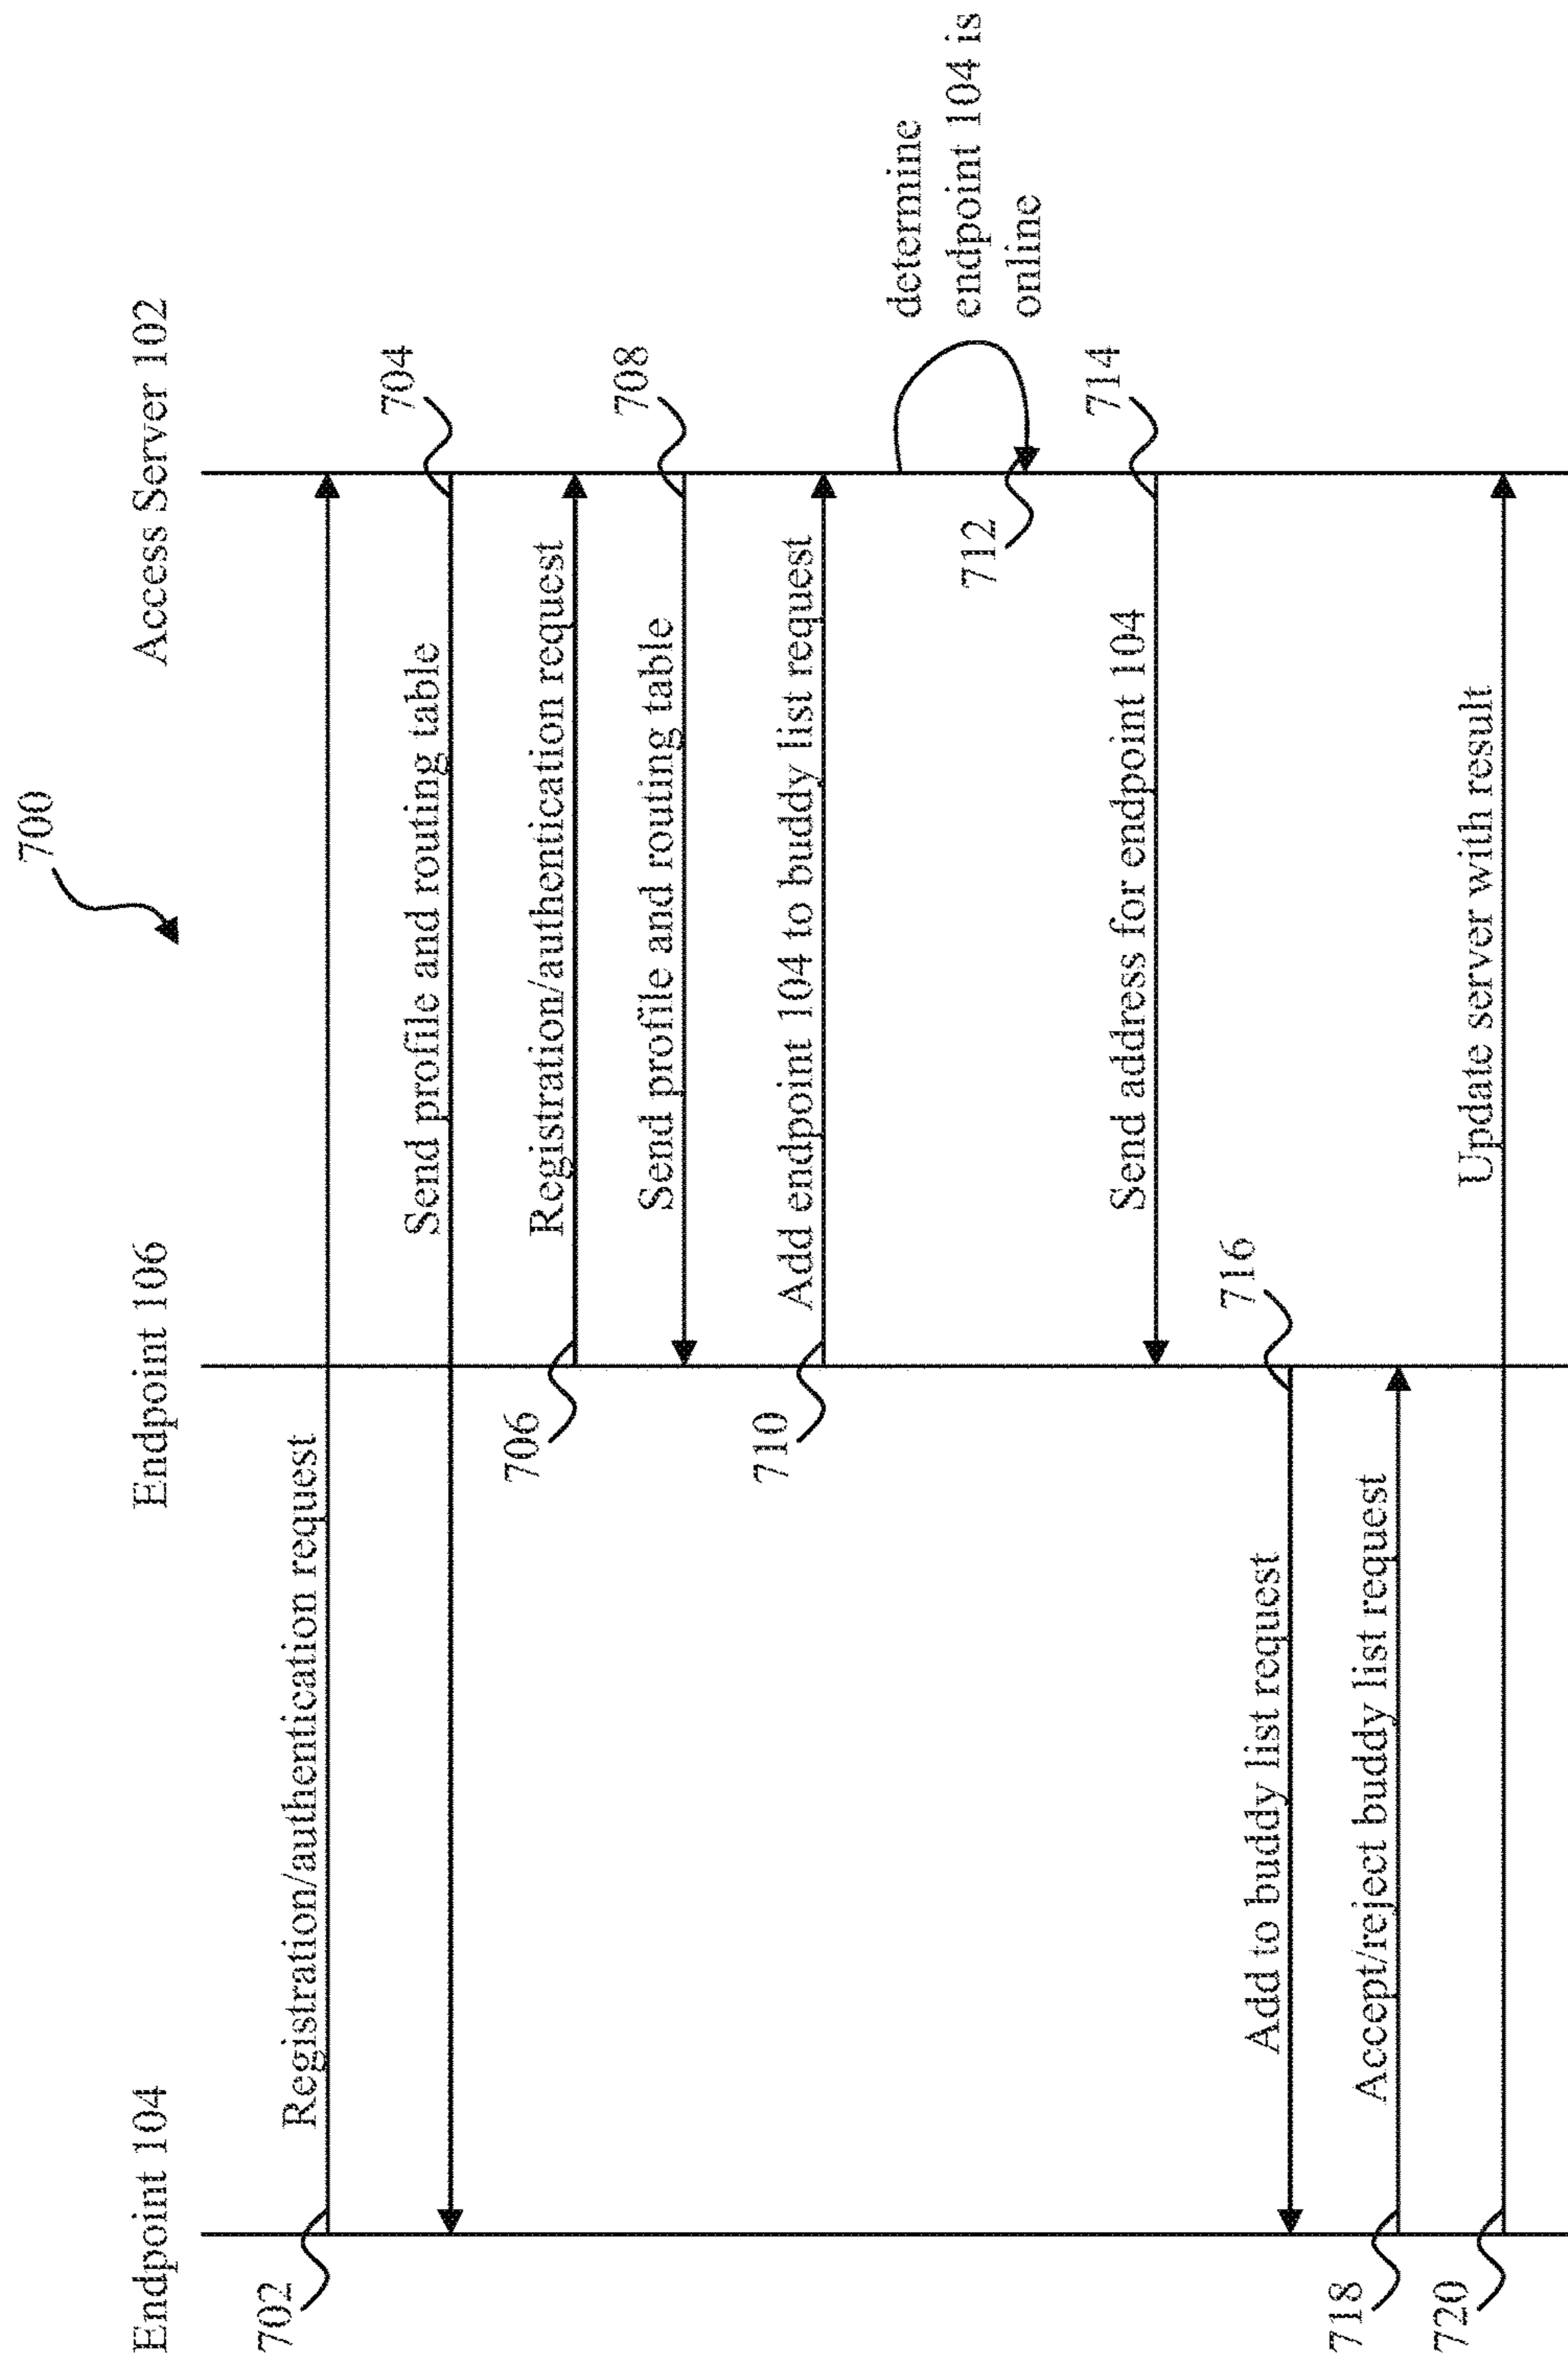 700
Endpoint 104
Endpoint 106
Access Server 102
702
Registration/authentication request
704
Send profile and routing table
706
Registration/authentication request
708
Send profile and routing table
710
Add endpoint 104 to buddy list request
determine
endpoint 104 is
online
712
714
Send address for endpoint 104
716
Add to buddy list request
718
Accept/reject buddy list request
720
Update server with result